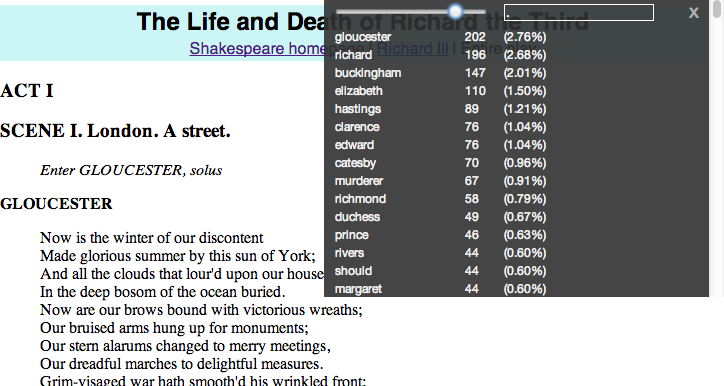 The Life and Death of Richard the Third
Shakespeare homepage | Richard III | Entire play
ACT I
SCENE I. London. A street.
Enter GLOUCESTER, solus
GLOUCESTER
Now is the winter of our discontent
Made glorious summer by this sun of York;
And all the clouds that lour'd upon our house
In the deep bosom of the ocean buried.
Now are our brows bound with victorious wreaths;
Our bruised arms hung up for monuments;
Our stern alarums changed to merry meetings,
Our dreadful marches to delightful measures.
Grim-visaged war hath smooth'd his wrinkled front;
.
X
gloucester 202 (2.76%)
richard 196 (2.68%)
buckingham 147 (2.01%)
elizabeth 110 (1.50%)
hastings 89 (1.21%)
clarence 76 (1.04%)
edward 76 (1.04%)
catesby 70 (0.96%)
murderer 67 (0.91%)
richmond 58 (0.79%)
duchess 49 (0.67%)
prince 46 (0.63%)
rivers 44 (0.60%)
should 44 (0.60%)
margaret 44 (0.60%)